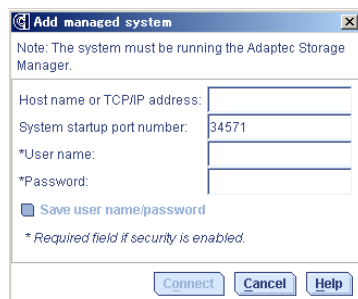 Add managed system
Note: The system must be running the Adaptec Storage
Manager.
Host name or TCP/IP address:
System startup port number: 34571
*User name:
*Password:
Save user name/password
* Required field if security is enabled.
Connect Cancel Help